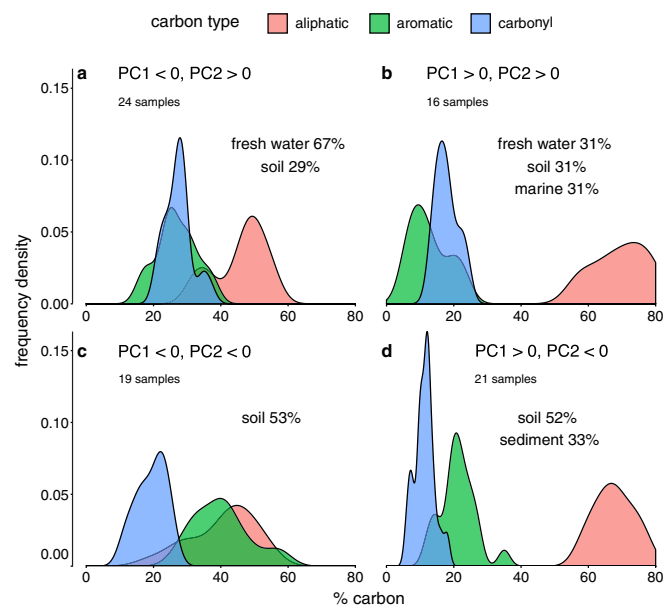 carbon type aliphatic aromatic carbonyl
a PC1 < 0, PC2 > 0
24 samples
fresh water 67%
soil 29%
b PC1 > 0, PC2 > 0
16 samples
fresh water 31%
soil 31%
marine 31%
0.15
0.10
0.05
0.00
0 20 40 60 80
0 20 40 60 80
frequency density
c PC1 < 0, PC2 < 0
19 samples
soil 53%
d PC1 > 0, PC2 < 0
21 samples
soil 52%
sediment 33%
0.15
0.10
0.05
0.00
0 20 40 60 80
0 20 40 60 80
% carbon